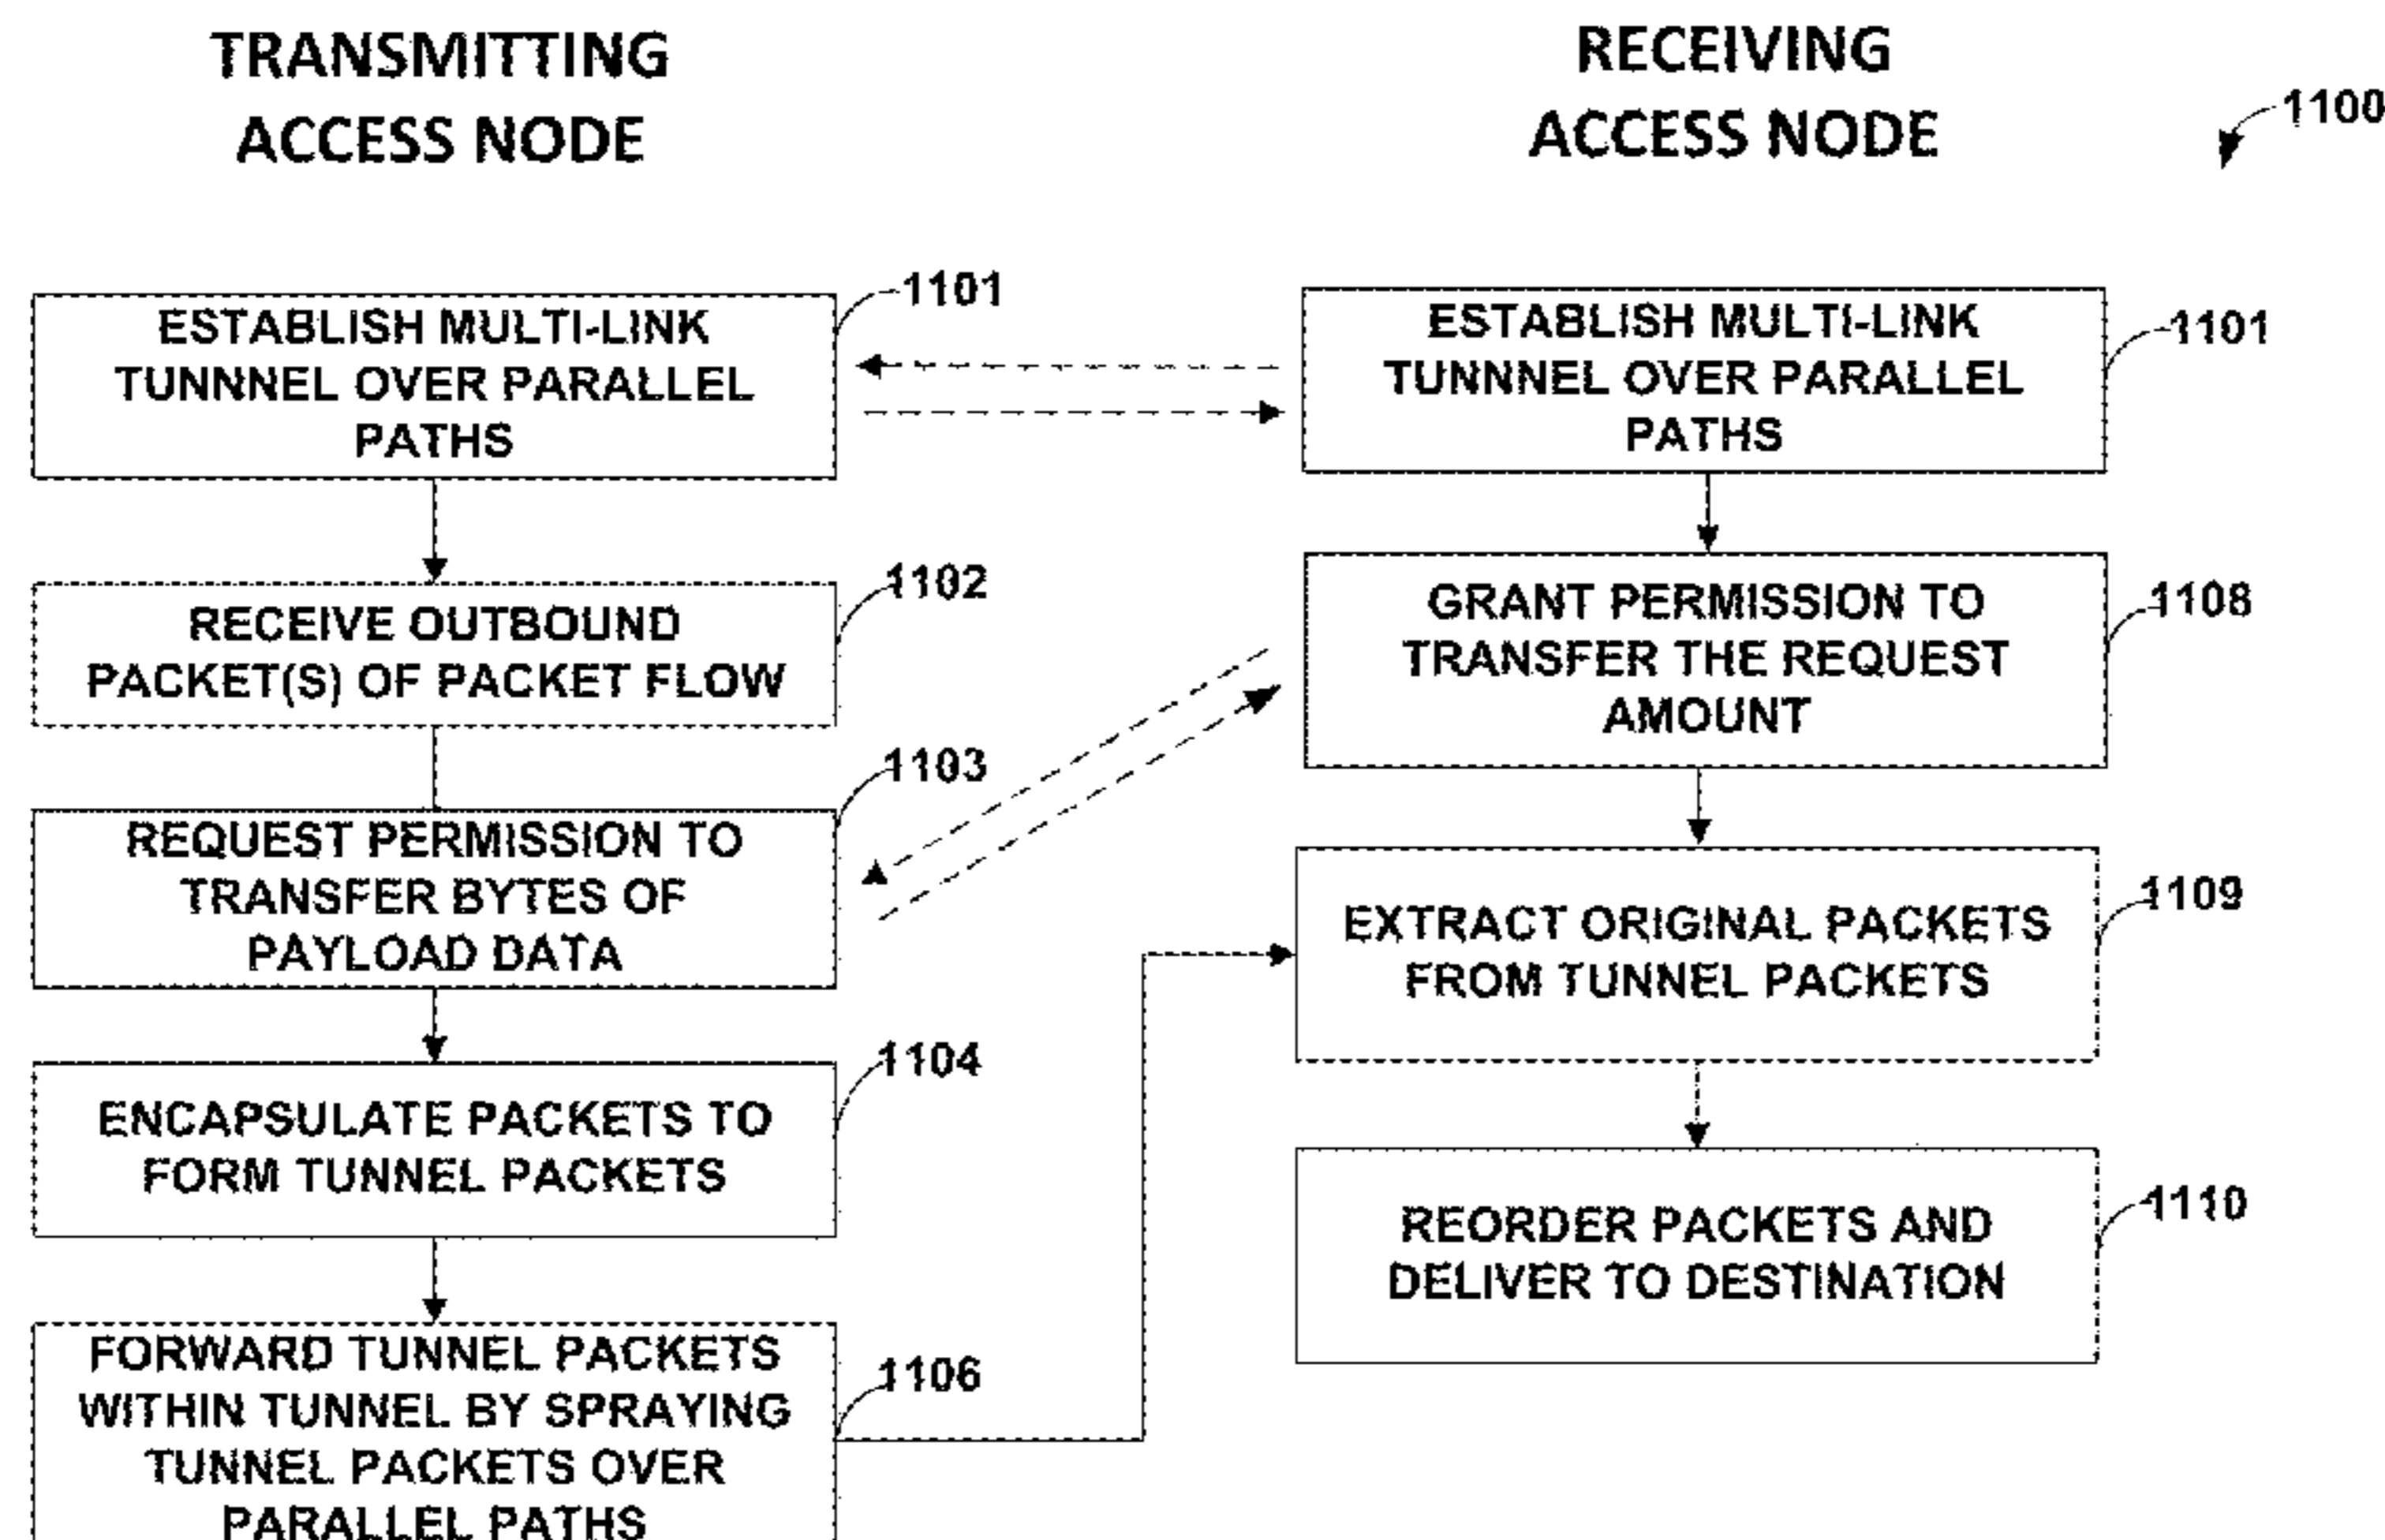 TRANSMITTING
ACCESS NODE
RECEIVING
ACCESS NODE
1100
ESTABLISH MULTI-LINK
TUNNNEL OVER PARALLEL
PATHS
1101
ESTABLISH MULTI-LINK
TUNNNEL OVER PARALLEL
PATHS
1101
RECEIVE OUTBOUND
PACKET(S) OF PACKET FLOW
1102
GRANT PERMISSION TO
TRANSFER THE REQUEST
AMOUNT
1108
REQUEST PERMISSION TO
TRANSFER BYTES OF
PAYLOAD DATA
1103
EXTRACT ORIGINAL PACKETS
FROM TUNNEL PACKETS
1109
ENCAPSULATE PACKETS TO
FORM TUNNEL PACKETS
1104
REORDER PACKETS AND
DELIVER TO DESTINATION
1110
FORWARD TUNNEL PACKETS
WITHIN TUNNEL BY SPRAYING
TUNNEL PACKETS OVER
PARALLEL PATHS
1106